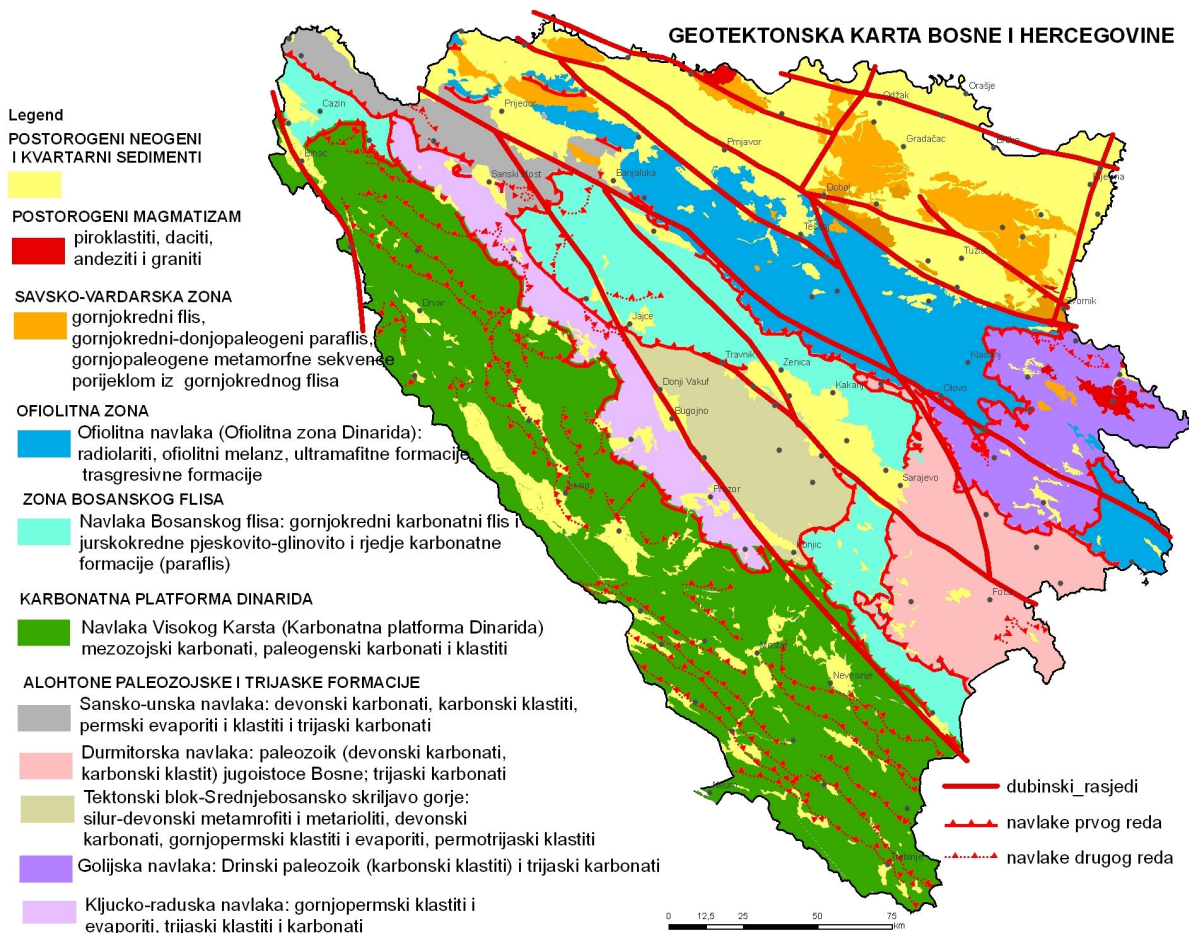 GEOTEKTONSKA KARTA BOSNE I HERCEGOVINE
Legend
POSTOROGENI NEOGENI
I KVARTARNI SEDIMENTI
POSTOROGENI MAGMATIZAM
piroklastiti, daciti,
andeziti i graniti
SAVSKO-VARDARSKA ZONA
gornjokredni flis,
gornjokredni-donjopaleogeni paraflis,
gornjopaleogene metamorfne sekvence
porijeklom iz gornjokrednog flisa
OFIOLITNA ZONA
Ofiolitna navlaka (Ofiolitna zona Dinarida):
radiolariti, ofiolitni melanz, ultramafitne formacije,
trasgresivne formacije
ZONA BOSANSKOG FLISA
Navlaka Bosanskog flisa: gornjokredni karbonatni flis i
jurskokredne pjeskovito-glinovito i rjedje karbonatne
formacije (paraflis)
KARBONATNA PLATFORMA DINARIDA
Navlaka Visokog Karsta (Karbonatna platforma Dinarida)
mezozojski karbonati, paleogenski karbonati i klastiti
ALOHTONE PALEOZOJSKE I TRIJASKE FORMACIJE
Sansko-unska navlaka: devonski karbonati, karbonski klastiti,
permski evaporiti i klastiti i trijaski karbonati
Durmitorska navlaka: paleozoik (devonski karbonati,
karbonski klastit) jugoistoce Bosne; trijaski karbonati
Tektonski blok-Srednjebosansko skriljavo gorje:
silur-devonski metamrofiti i metarioliti, devonski
karbonati, gornjopermski klastiti i evaporiti, permotrijaski klastiti
Golijska navlaka: Drinski paleozoik (karbonski klastiti) i trijaski karbonati
Kljucko-raduska navlaka: gornjopermski klastiti i
evaporiti, trijaski klastiti i karbonati
Cazin
Prijedor
Sanski Most
Banjaluka
Prnjavor
Odžak
Orašje
Gradačac
Doboj
Zvornik
Drvar
Jajce
Travnik
Zenica
Kakanj
Kladanj
Olovo
Donji Vakuf
Bugojno
Prozor
Sarajevo
Konjic
Nevesinje
dubinski_rasjedi
navlake prvog reda
navlake drugog reda
0 12,5 25 50 75
km